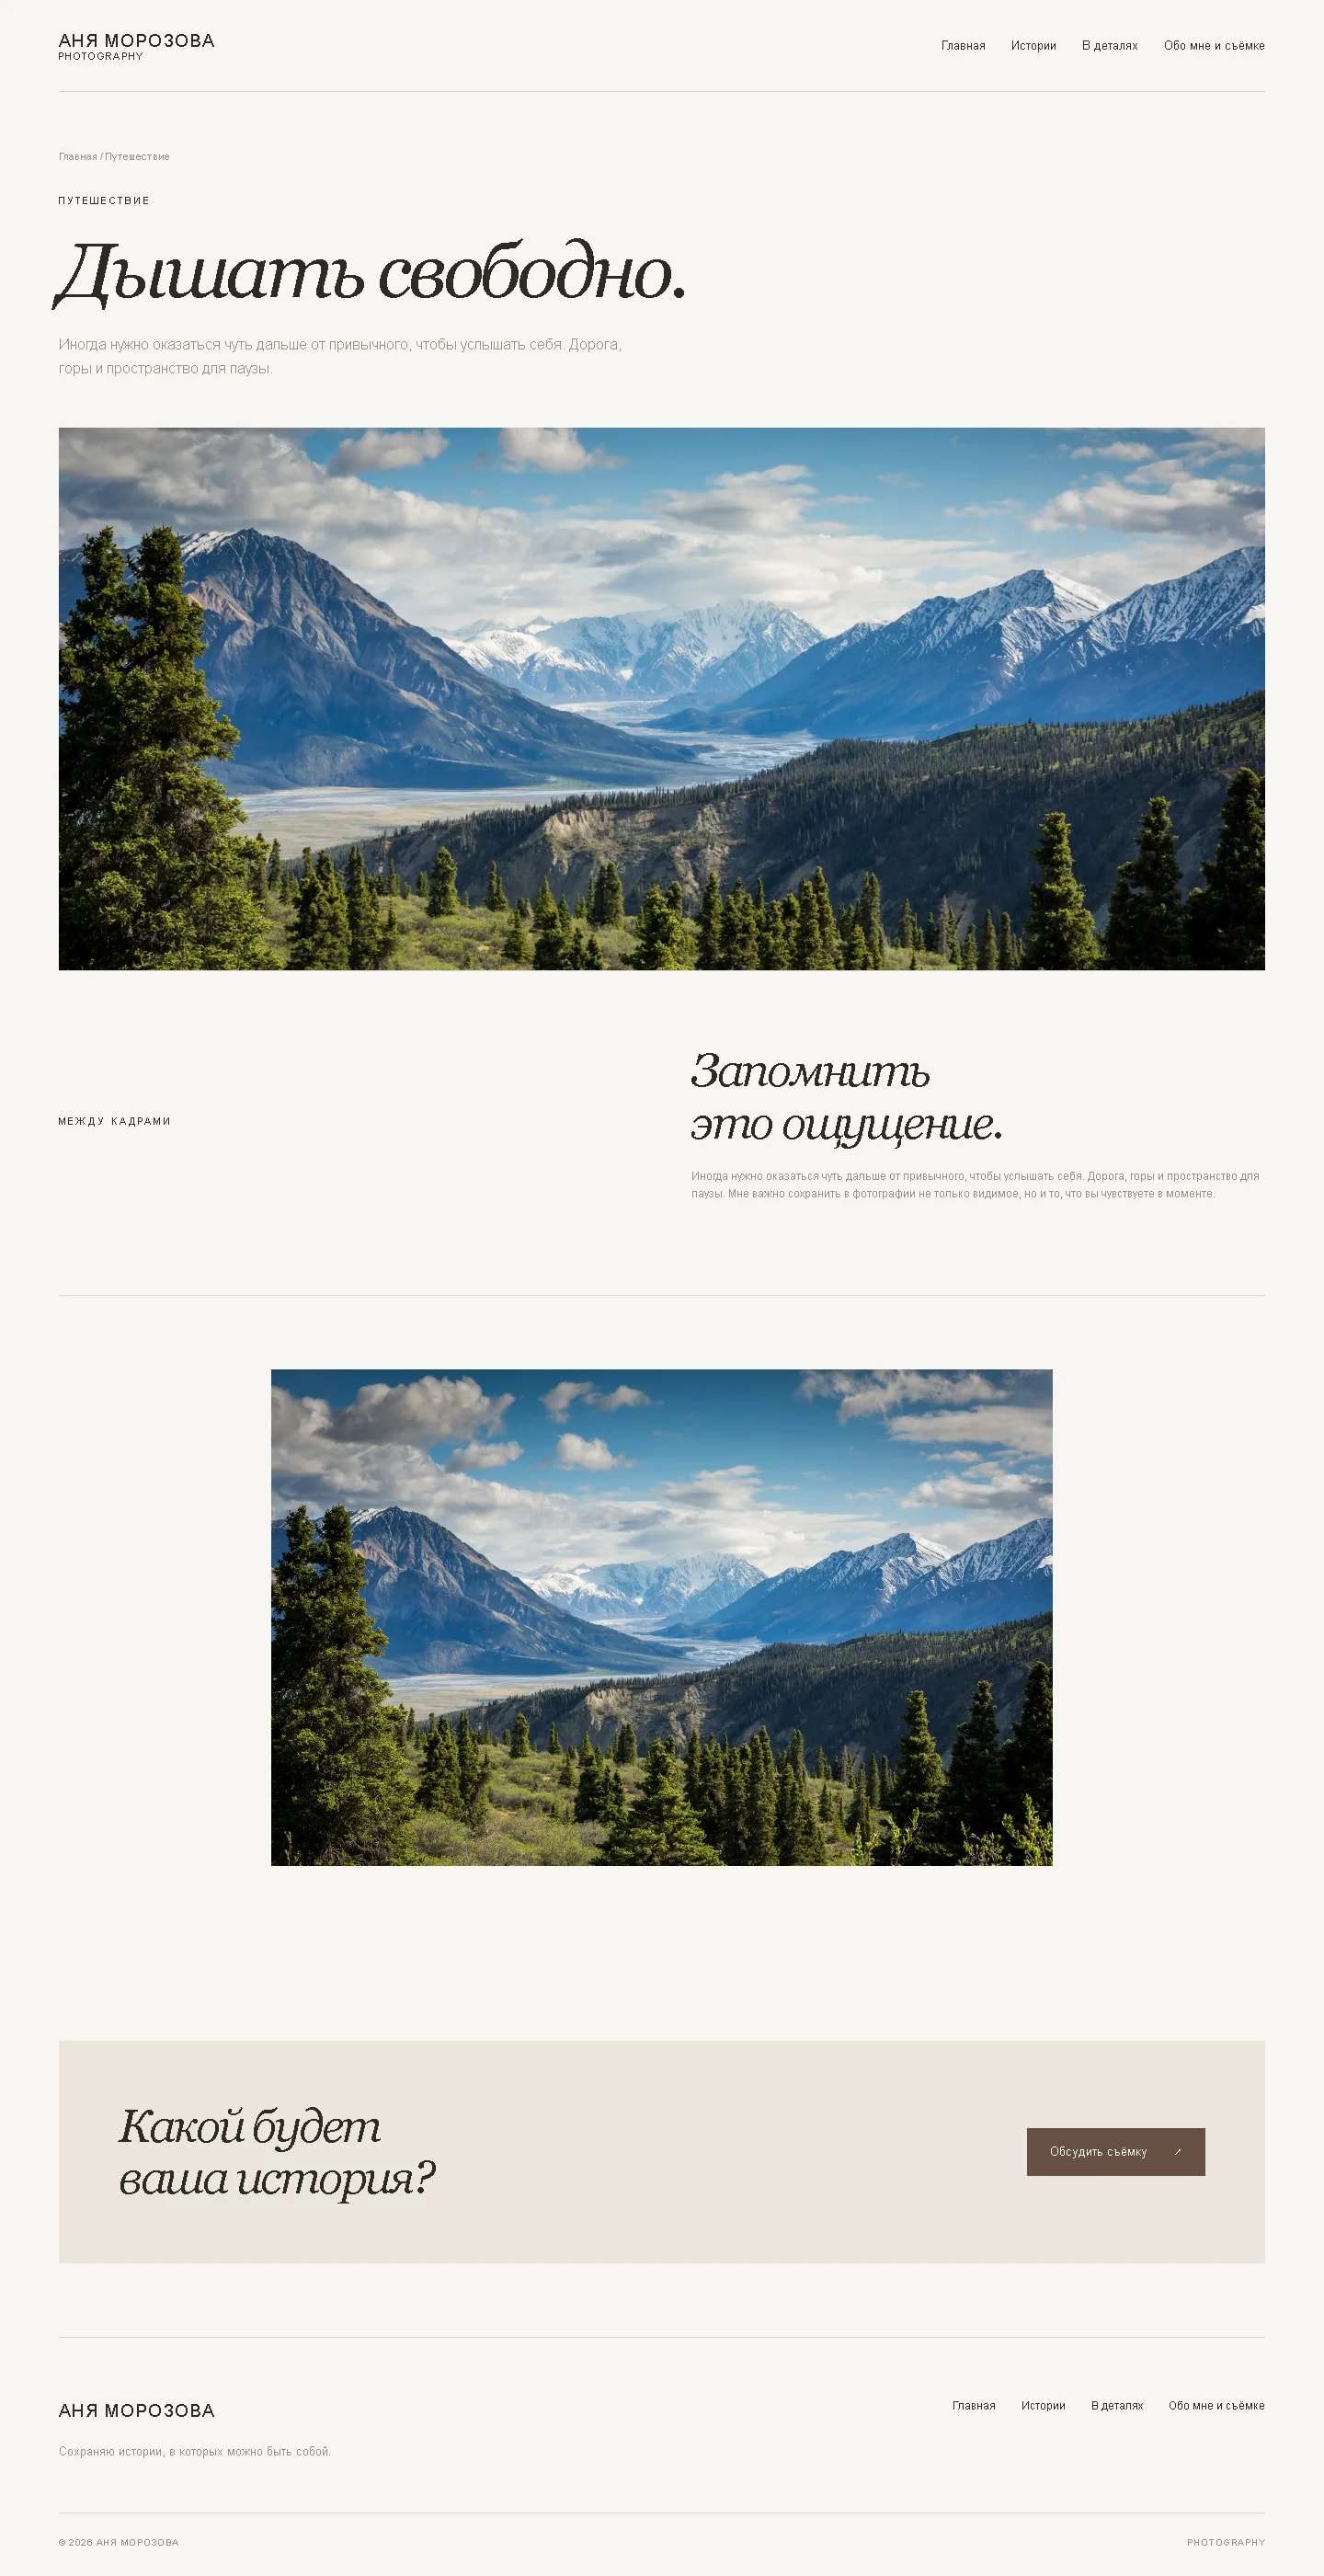 АНЯ МОРОЗОВА
PHOTOGRAPHY
Главная
Истории
В деталях
Обо мне и съёмке
Главная / Путешествие
ПУТЕШЕСТВИЕ
Дышать свободно.
Иногда нужно оказаться чуть дальше от привычного, чтобы услышать себя. Дорога,
горы и пространство для паузы.
МЕЖДУ КАДРАМИ
Запомнить
это ощущение.
Иногда нужно оказаться чуть дальше от привычного, чтобы услышать себя. Дорога, горы и пространство для
паузы. Мне важно сохранить в фотографии не только видимое, но и то, что вы чувствуете в моменте.
Какой будет
ваша история?
Обсудить съёмку ↗
АНЯ МОРОЗОВА
Главная
Истории
В деталях
Обо мне и съёмке
Сохраняю истории, в которых можно быть собой.
© 2026 АНЯ МОРОЗОВА
PHOTOGRAPHY